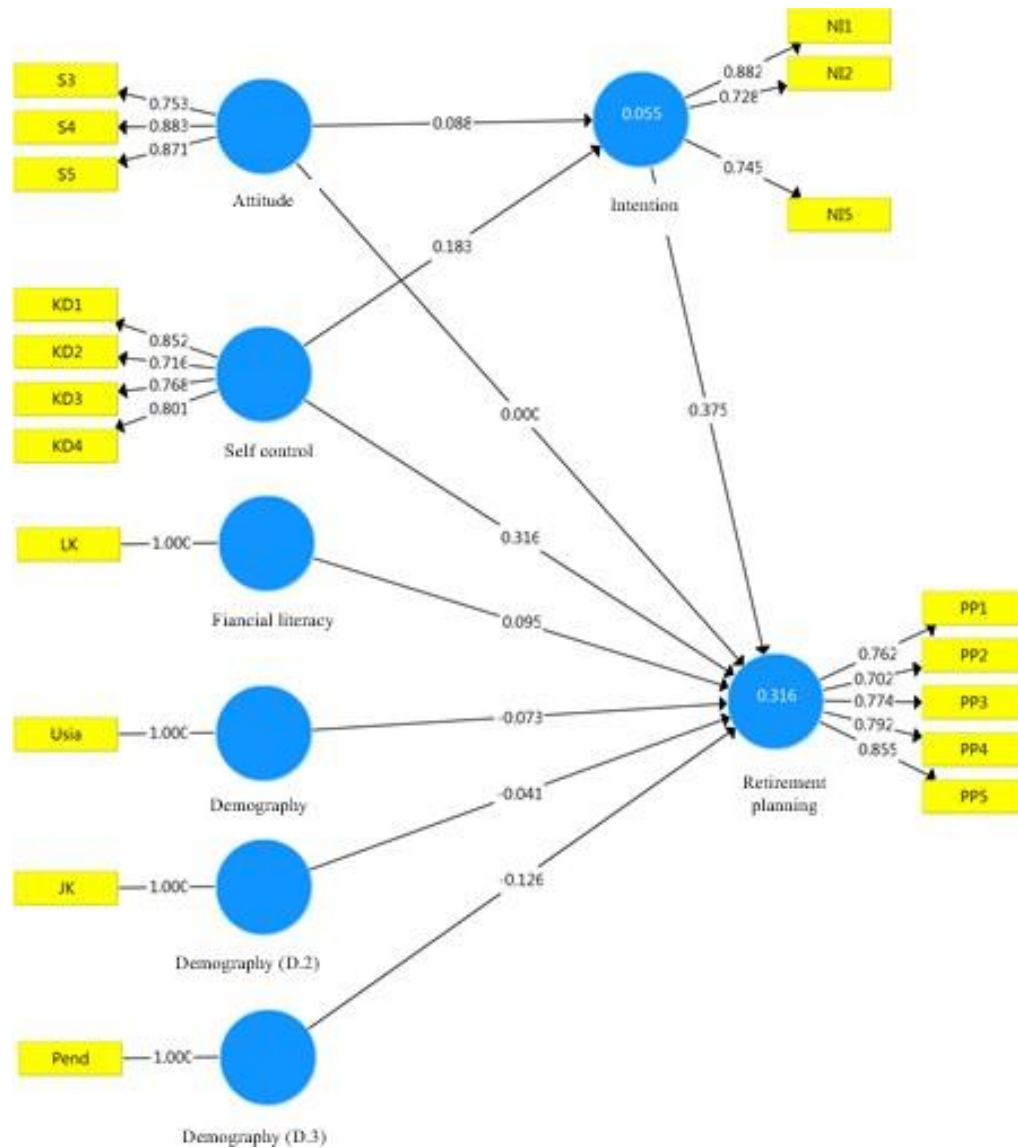 NI1
S3
0.882
NI2
0.753
0.728
S4
0.883
0.088
0.055
0.871
S5
0.745
Attitude
Intention
NI5
0.183
KD1
0.852
KD2
0.716
KD3
0.768
0.801
KD4
0.000
0.375
Self control
LK
1.000
0.316
Fiancial literacy
0.095
PP1
0.762
PP2
0.702
0.316
0.774
PP3
Usia
1.000
-0.073
0.792
PP4
0.855
Demography
-0.041
Retirement
planning
PP5
JK
1.000
-0.126
Demography (D.2)
Pend
1.000
Demography (D.3)